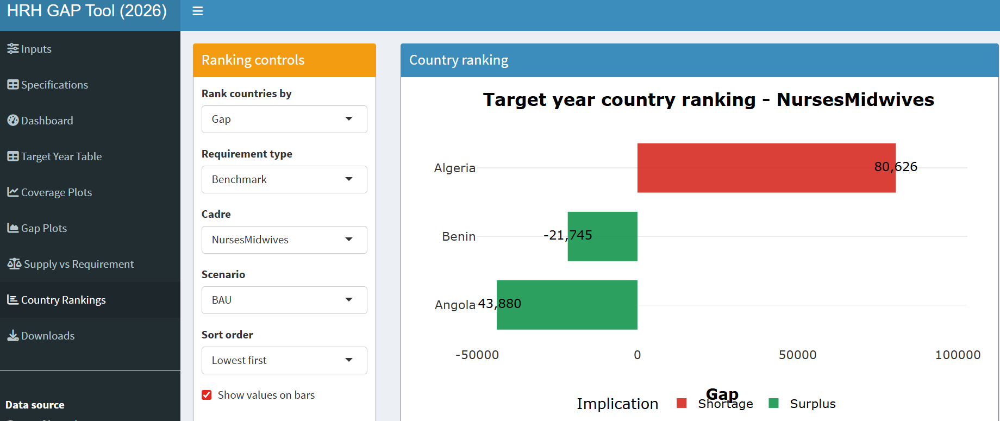 HRH GAP Tool (2026)
Inputs
Specifications
Dashboard
Target Year Table
Coverage Plots
Gap Plots
Supply vs Requirement
Country Rankings
Downloads
Data source
Ranking controls
Rank countries by
Gap
Requirement type
Benchmark
Cadre
NursesMidwives
Scenario
BAU
Sort order
Lowest first
Show values on bars
Country ranking
Target year country ranking - NursesMidwives
Algeria
80,626
Benin
-21,745
Angola
-43,880
-50000 0 50000 100000
Gap
Implication Shortage Surplus